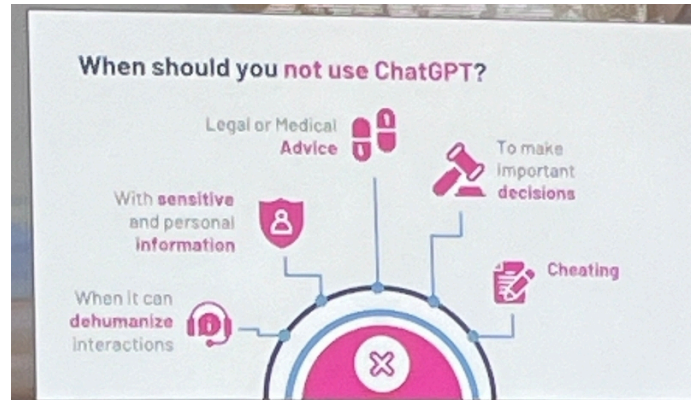 When should you not use ChatGPT?
Legal or Medical
Advice
To make
important
decisions
With sensitive
and personal
information
Cheating
When it can
dehumanize
interactions